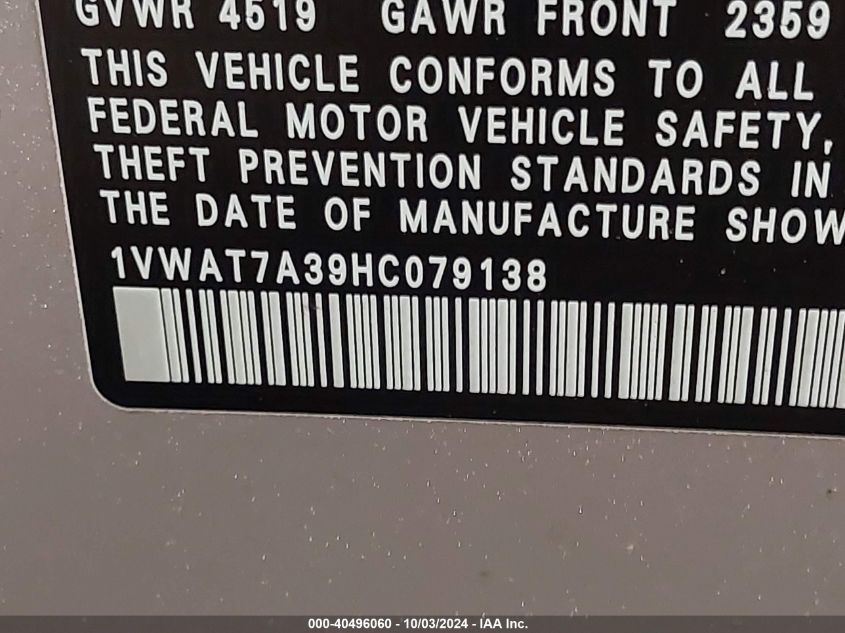 GVWR 4519 GAWR FRONT 2359
THIS VEHICLE CONFORMS TO ALL
FEDERAL MOTOR VEHICLE SAFETY,
THEFT PREVENTION STANDARDS IN
THE DATE OF MANUFACTURE SHOW
1VWAT7A39HC079138
000-40496060 - 10/03/2024 - IAA Inc.